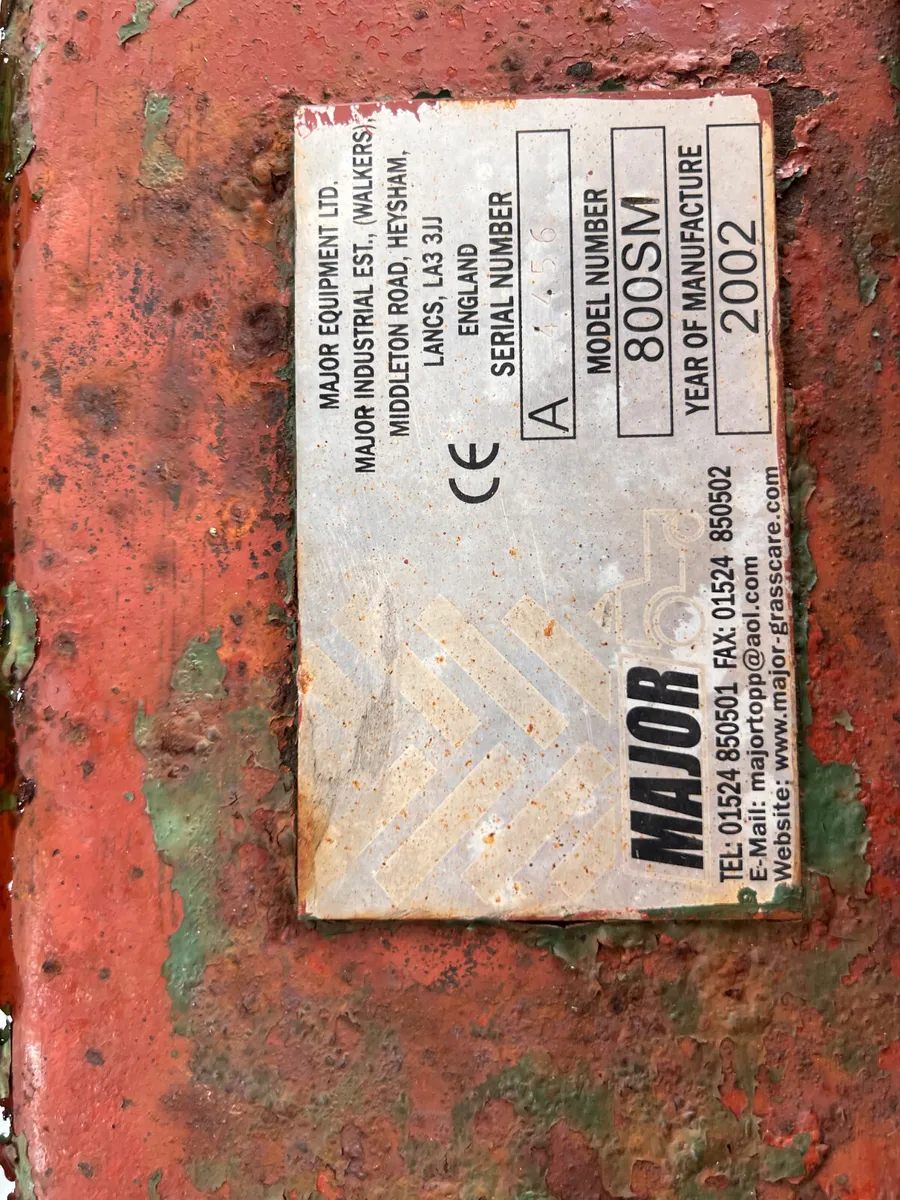 MAJOR EQUIPMENT LTD.
MAJOR INDUSTRIAL EST., (WALKERS),
MIDDLETON ROAD, HEYSHAM,
LANCS, LA3 3JJ
ENGLAND
CE
SERIAL NUMBER
A
MODEL NUMBER
800SM
YEAR OF MANUFACTURE
2002
MAJOR
TEL: 01524 850501 FAX: 01524 850502
E-Mail: majortopp@aol.com
Website: www.major-grasscare.com